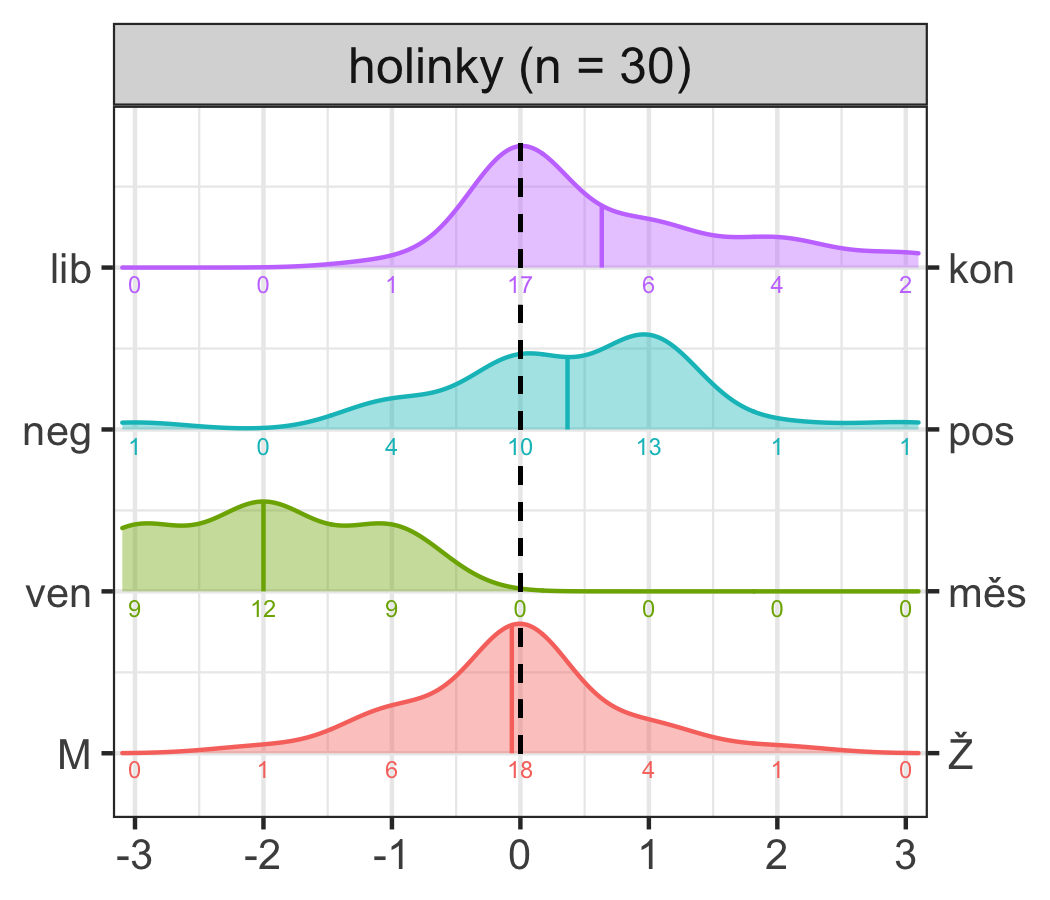 holinky (n = 30)
lib kon
0 0 1 17 6 4 2
neg pos
1 0 4 10 13 1 1
ven měs
9 12 9 0 0 0 0
M Ž
0 1 6 18 4 1 0
-3 -2 -1 0 1 2 3